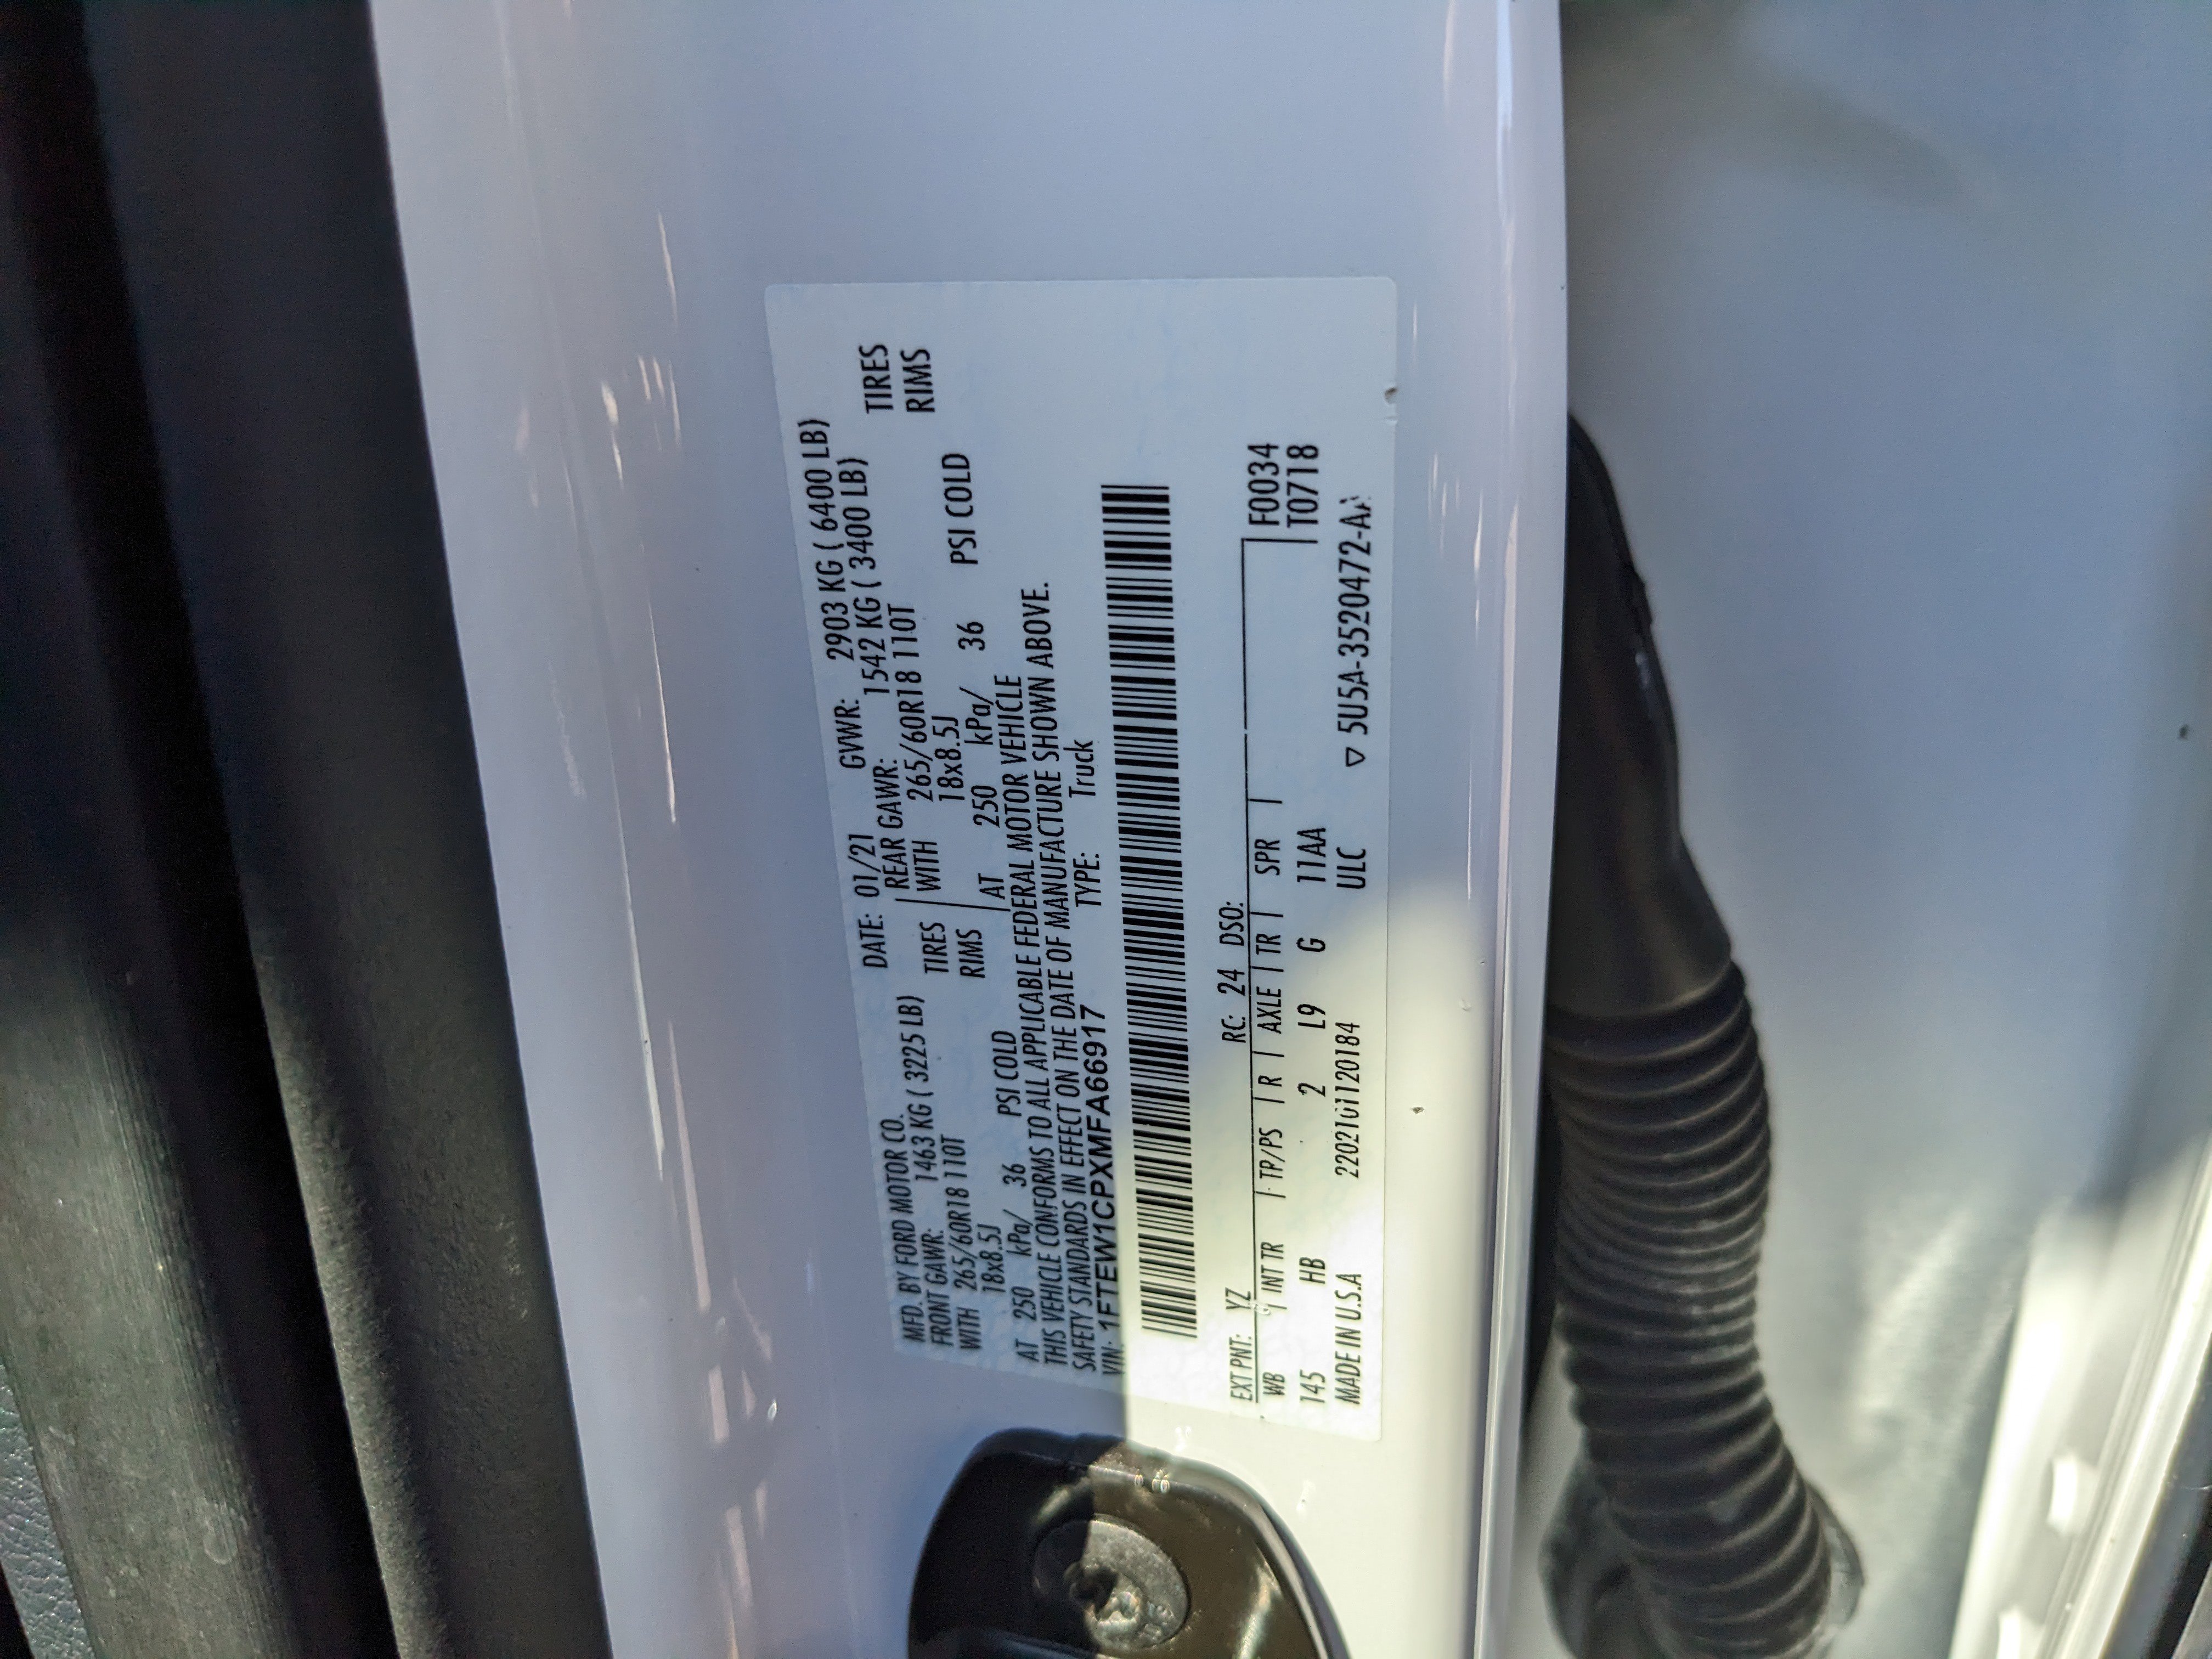 MFD. BY FORD MOTOR CO. DATE: 01/21 GVWR: 2903 KG ( 6400 LB)
FRONT GAWR: 1463 KG ( 3225 LB) REAR GAWR: 1542 KG ( 3400 LB)
WITH 265/60R18 110T TIRES WITH 265/60R18 110T TIRES
18x8.5J RIMS 18x8.5J RIMS
AT 250 kPa/ 36 PSI COLD AT 250 kPa/ 36 PSI COLD
THIS VEHICLE CONFORMS TO ALL APPLICABLE FEDERAL MOTOR VEHICLE
SAFETY STANDARDS IN EFFECT ON THE DATE OF MANUFACTURE SHOWN ABOVE.
VIN: 1FTEW1CPXMFA66917 TYPE: Truck
EXT PNT: YZ RC: 24 DSO: F0034
WB INT TR TP/PS R AXLE TR SPR T0718
145 HB 2 L9 G 11AA
MADE IN U.S.A 2202101120184 ULC ▽ 5U5A-3520472-